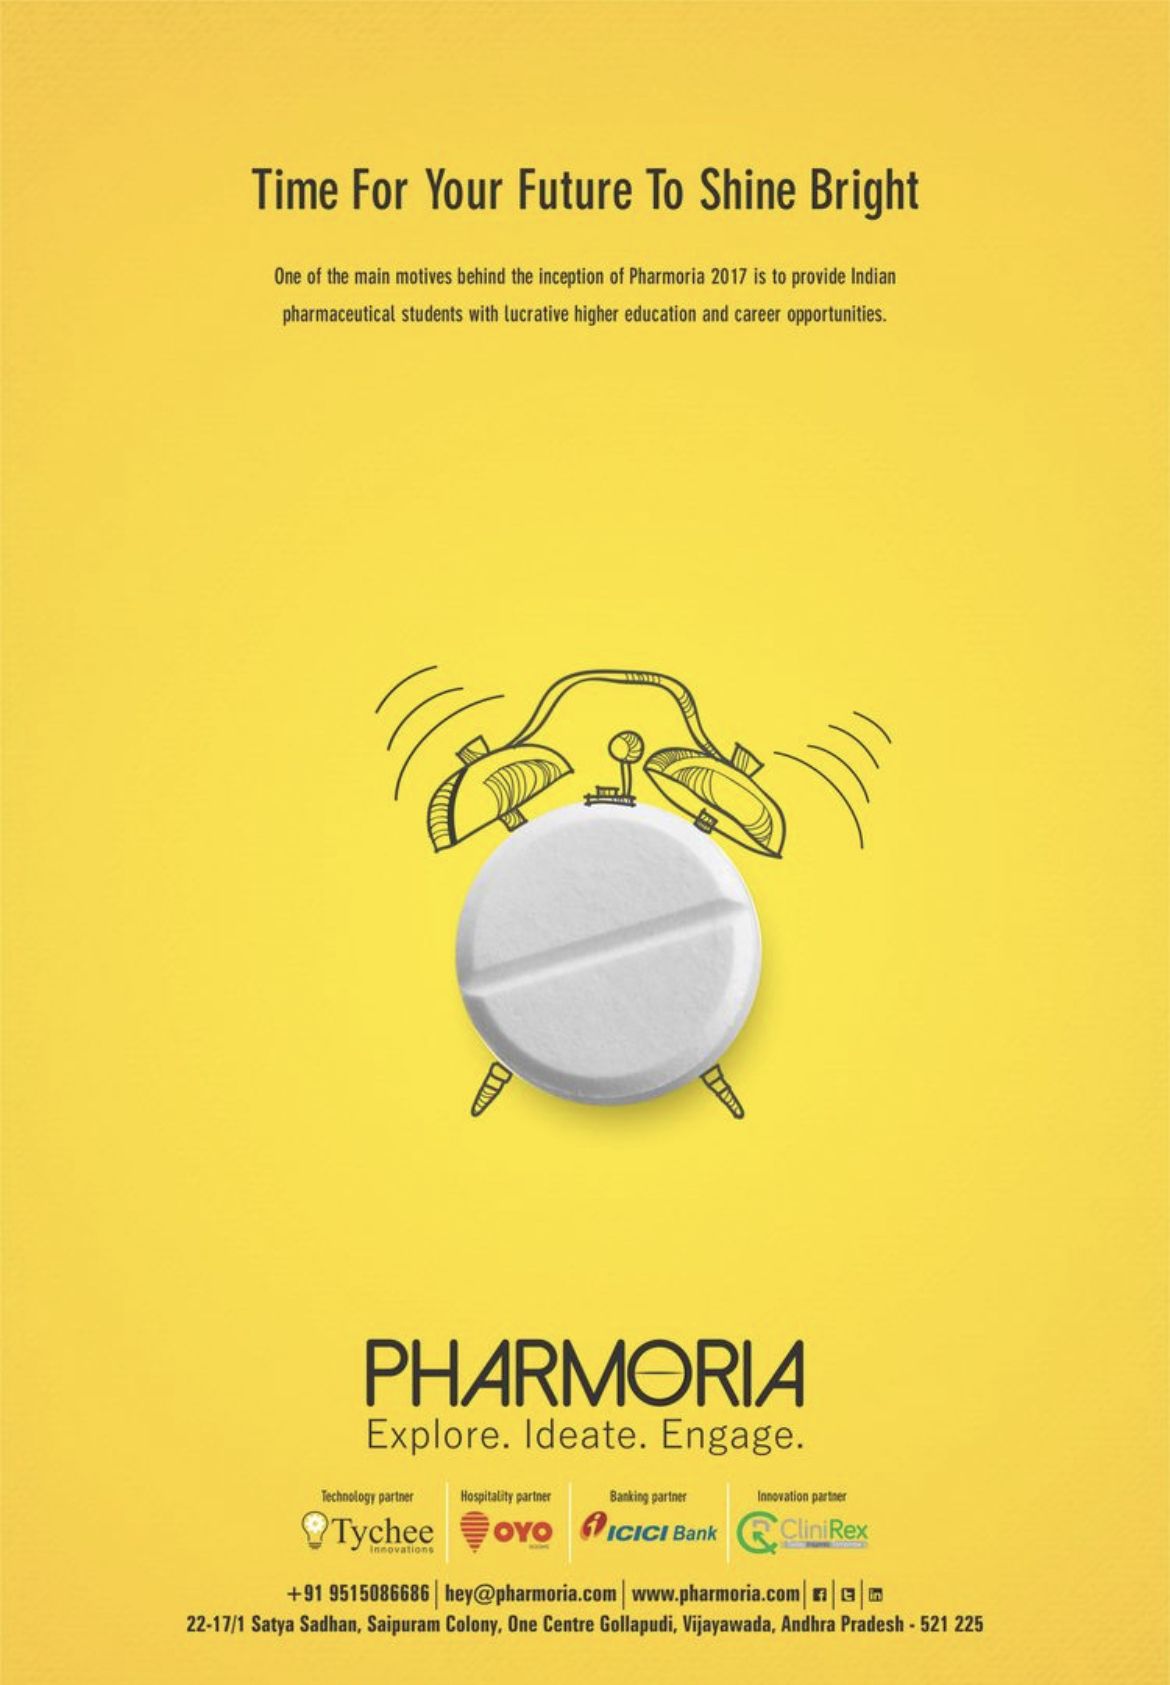 Time For Your Future To Shine Bright
One of the main motives behind the inception of Pharmoria 2017 is to provide Indian
pharmaceutical students with lucrative higher education and career opportunities.
PHARMORIA
Explore. Ideate. Engage.
Technology partner Hospitality partner Banking partner Innovation partner
Tychee OYO ICICI Bank CliniRex
Innovations ROOMS
+91 9515086686 | hey@pharmoria.com | www.pharmoria.com
22-17/1 Satya Sadhan, Saipuram Colony, One Centre Gollapudi, Vijayawada, Andhra Pradesh - 521 225